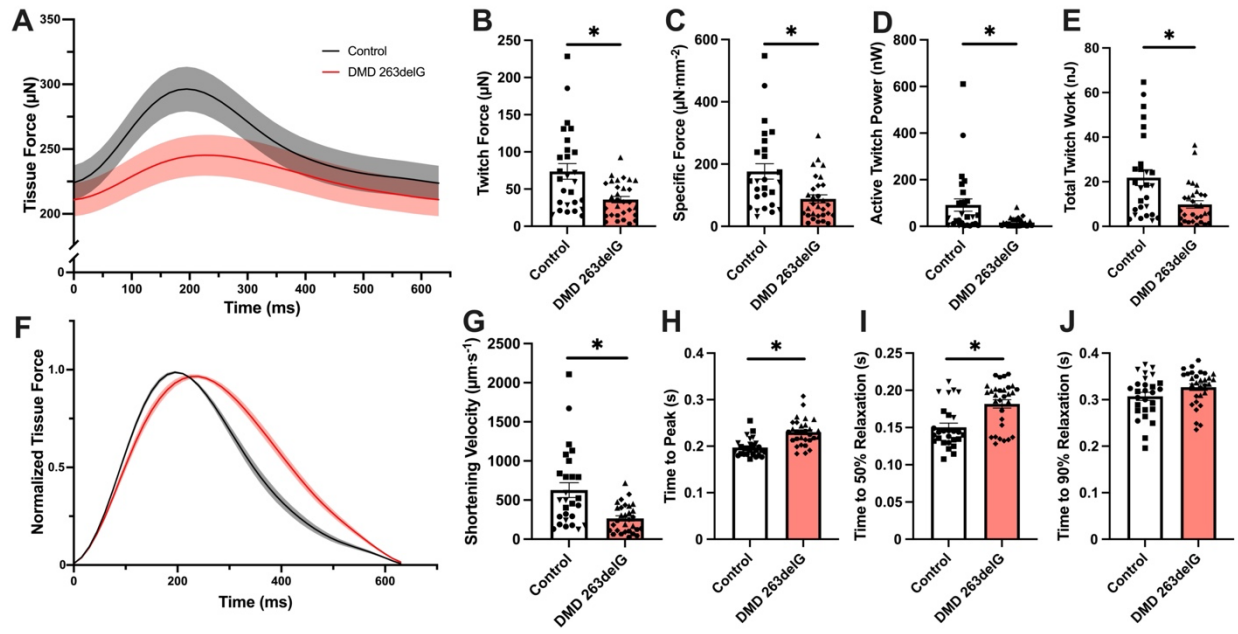 A
Tissue Force (µN)
350
300
250
200
0
0
100
200
300
400
500
600
Time (ms)
Control
DMD 263delG
B
Twitch Force (µN)
250
200
150
100
50
0
*
Control
DMD 263delG
C
Specific Force (µN·mm⁻²)
600
400
200
0
*
Control
DMD 263delG
D
Active Twitch Power (nW)
800
600
400
200
0
*
Control
DMD 263delG
E
Total Twitch Work (nJ)
80
60
40
20
0
*
Control
DMD 263delG
F
Normalized Tissue Force
1.0
0.5
0
0
200
400
600
Time (ms)
G
Shortening Velocity (µm·s⁻¹)
2500
2000
1500
1000
500
0
*
Control
DMD 263delG
H
Time to Peak (s)
0.4
0.3
0.2
0.1
0
*
Control
DMD 263delG
I
Time to 50% Relaxation (s)
0.25
0.20
0.15
0.10
0.05
0
*
Control
DMD 263delG
J
Time to 90% Relaxation (s)
0.4
0.3
0.2
0.1
0
Control
DMD 263delG